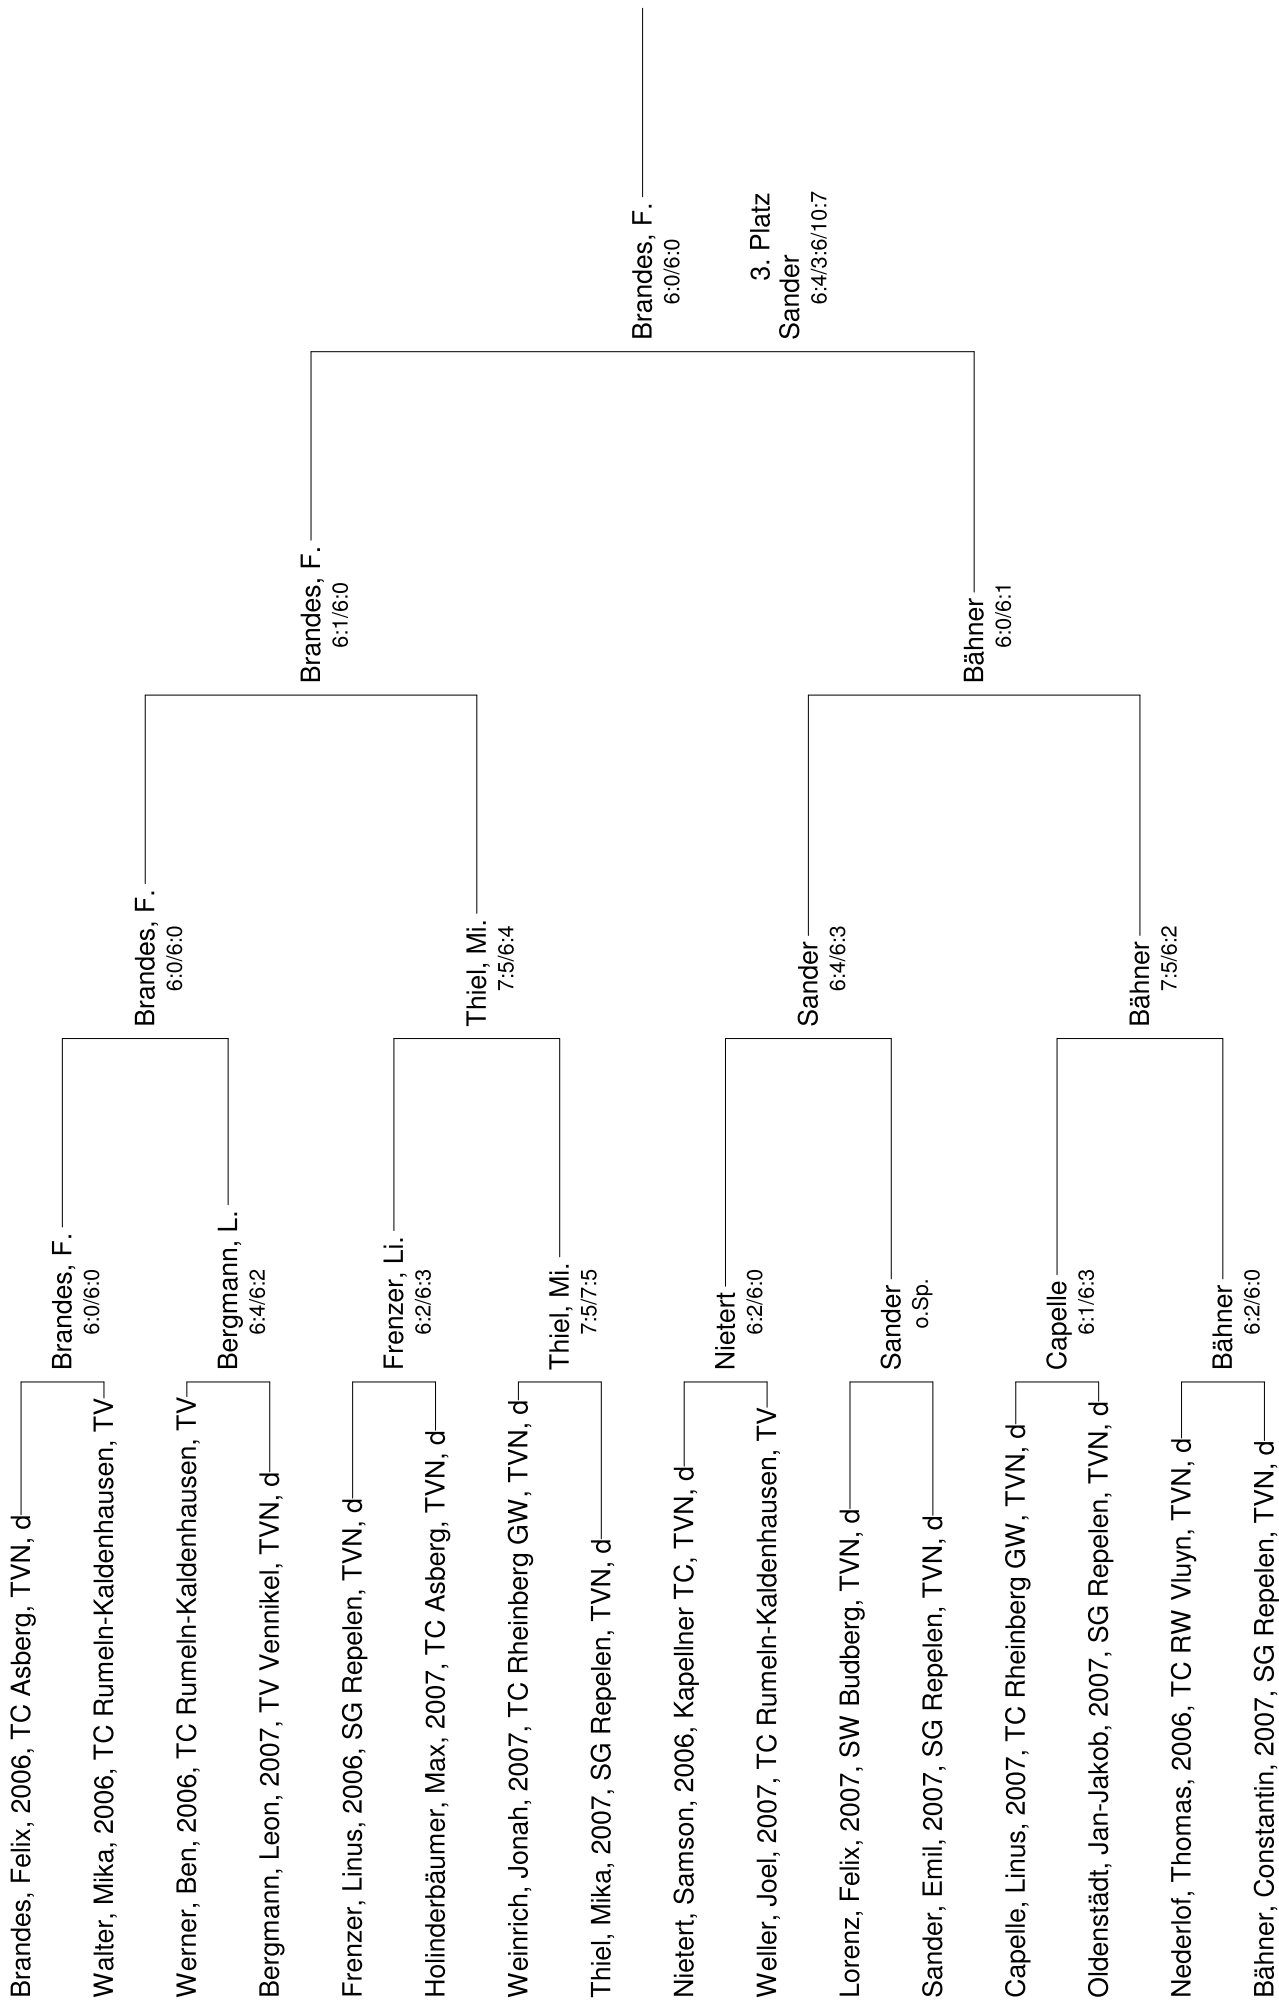 Brandes, Felix, 2006, TC Asberg, TVN, d
Walter, Mika, 2006, TC Rumeln-Kaldenhausen, TV
Werner, Ben, 2006, TC Rumeln-Kaldenhausen, TV
Bergmann, Leon, 2007, TV Vennikel, TVN, d
Frenzer, Linus, 2006, SG Repelen, TVN, d
Holinderbäumer, Max, 2007, TC Asberg, TVN, d
Weinrich, Jonah, 2007, TC Rheinberg GW, TVN, d
Thiel, Mika, 2007, SG Repelen, TVN, d
Nietert, Samson, 2006, Kapellner TC, TVN, d
Weller, Joel, 2007, TC Rumeln-Kaldenhausen, TV
Lorenz, Felix, 2007, SW Budberg, TVN, d
Sander, Emil, 2007, SG Repelen, TVN, d
Capelle, Linus, 2007, TC Rheinberg GW, TVN, d
Oldenstädt, Jan-Jakob, 2007, SG Repelen, TVN, d
Nederlof, Thomas, 2006, TC RW Vluyn, TVN, d
Bähner, Constantin, 2007, SG Repelen, TVN, d
Brandes, F.
6:0/6:0
Bergmann, L.
6:4/6:2
Frenzer, Li.
6:2/6:3
Thiel, Mi.
7:5/7:5
Nietert
6:2/6:0
Sander
o.Sp.
Capelle
6:1/6:3
Bähner
6:2/6:0
Brandes, F.
6:0/6:0
Thiel, Mi.
7:5/6:4
Sander
6:4/6:3
Bähner
7:5/6:2
Brandes, F.
6:1/6:0
Bähner
6:0/6:1
Brandes, F.
6:0/6:0
3. Platz
Sander
6:4/3:6/10:7